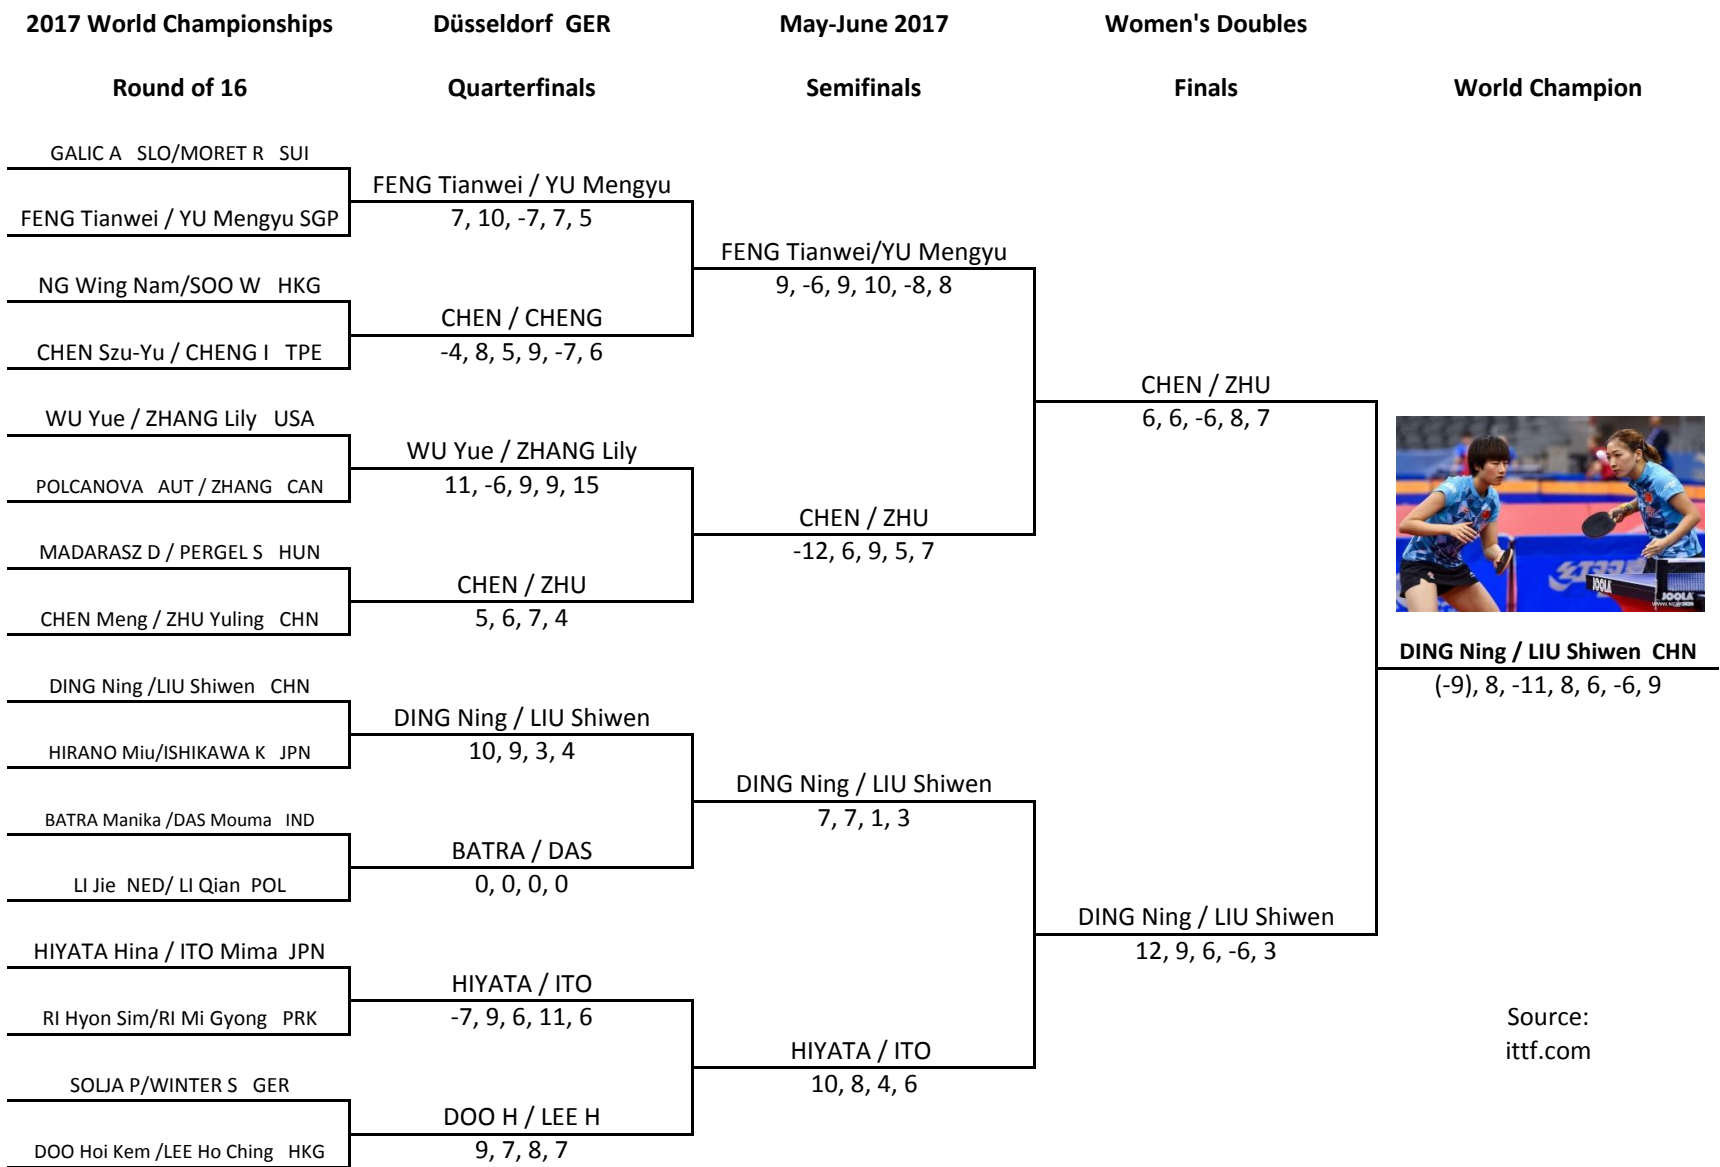 2017 World Championships
Düsseldorf GER
May-June 2017
Women's Doubles
Round of 16
Quarterfinals
Semifinals
Finals
World Champion
GALIC A SLO/MORET R SUI
FENG Tianwei / YU Mengyu SGP
NG Wing Nam/SOO W HKG
CHEN Szu-Yu / CHENG I TPE
WU Yue / ZHANG Lily USA
POLCANOVA AUT / ZHANG CAN
MADARASZ D / PERGEL S HUN
CHEN Meng / ZHU Yuling CHN
DING Ning /LIU Shiwen CHN
HIRANO Miu/ISHIKAWA K JPN
BATRA Manika /DAS Mouma IND
LI Jie NED/ LI Qian POL
HIYATA Hina / ITO Mima JPN
RI Hyon Sim/RI Mi Gyong PRK
SOLJA P/WINTER S GER
DOO Hoi Kem /LEE Ho Ching HKG
FENG Tianwei / YU Mengyu
7, 10, -7, 7, 5
CHEN / CHENG
-4, 8, 5, 9, -7, 6
WU Yue / ZHANG Lily
11, -6, 9, 9, 15
CHEN / ZHU
5, 6, 7, 4
DING Ning / LIU Shiwen
10, 9, 3, 4
BATRA / DAS
0, 0, 0, 0
HIYATA / ITO
-7, 9, 6, 11, 6
DOO H / LEE H
9, 7, 8, 7
FENG Tianwei/YU Mengyu
9, -6, 9, 10, -8, 8
CHEN / ZHU
-12, 6, 9, 5, 7
DING Ning / LIU Shiwen
7, 7, 1, 3
HIYATA / ITO
10, 8, 4, 6
CHEN / ZHU
6, 6, -6, 8, 7
DING Ning / LIU Shiwen
12, 9, 6, -6, 3
JOOLA
JOOLA
DING Ning / LIU Shiwen CHN
(-9), 8, -11, 8, 6, -6, 9
Source:
ittf.com